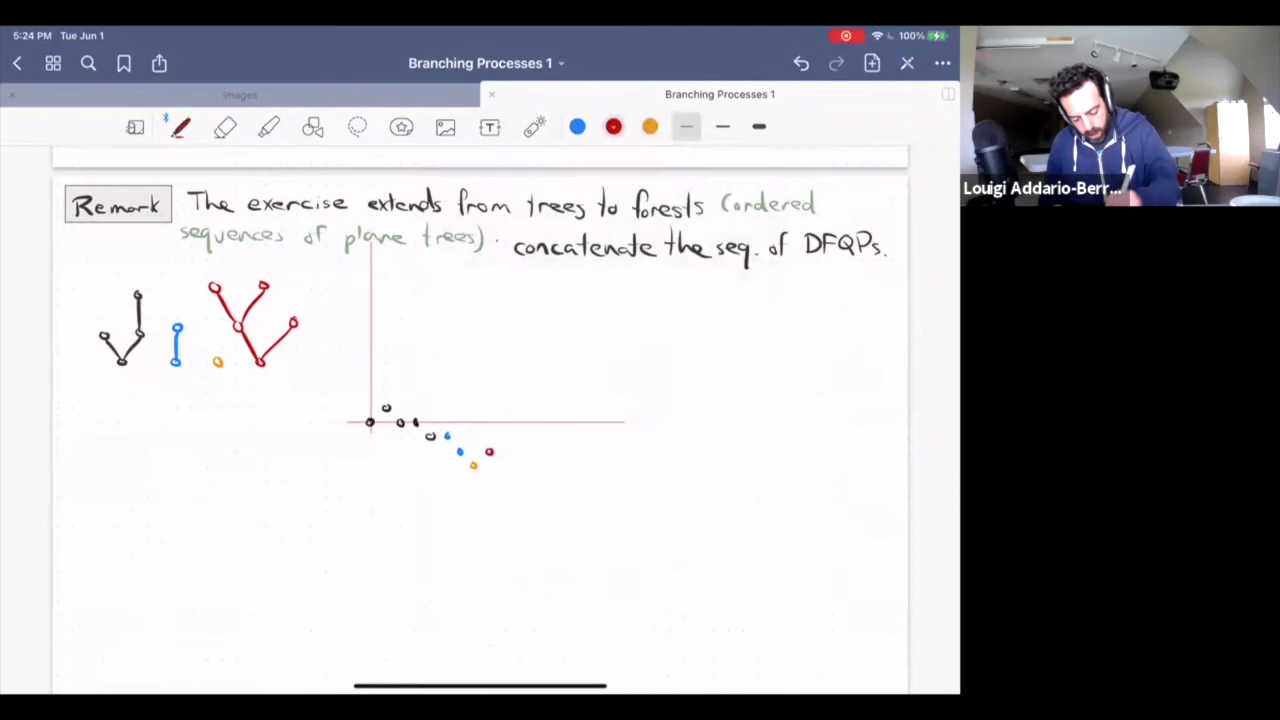 5:24 PM Tue Jun 1
100%
Branching Processes 1
Images
Branching Processes 1
Remark The exercise extends from trees to forests (ordered
sequences of plane trees): concatenate the seq. of DFQPs.
Louigi Addario-Berr...